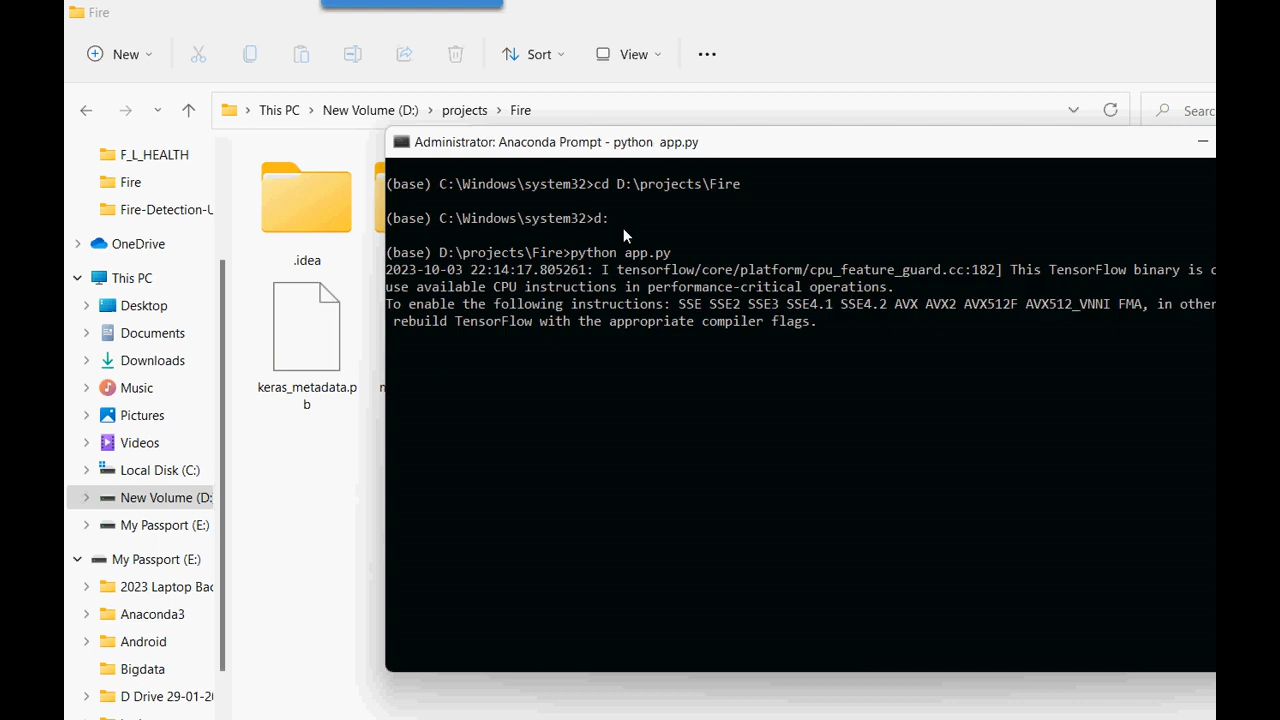 Fire
New
Sort
View
This PC
New Volume (D:)
projects
Fire
Searc
F_L_HEALTH
Fire
Fire-Detection-U
OneDrive
This PC
Desktop
Documents
Downloads
Music
Pictures
Videos
Local Disk (C:)
New Volume (D:
My Passport (E:)
My Passport (E:)
2023 Laptop Bac
Anaconda3
Android
Bigdata
D Drive 29-01-20
.idea
keras_metadata.p
b
Administrator: Anaconda Prompt - python app.py
(base) C:\Windows\system32>cd D:\projects\Fire
(base) C:\Windows\system32>d:
(base) D:\projects\Fire>python app.py
2023-10-03 22:14:17.805261: I tensorflow/core/platform/cpu_feature_guard.cc:182] This TensorFlow binary is o
use available CPU instructions in performance-critical operations.
To enable the following instructions: SSE SSE2 SSE3 SSE4.1 SSE4.2 AVX AVX2 AVX512F AVX512_VNNI FMA, in other
rebuild TensorFlow with the appropriate compiler flags.